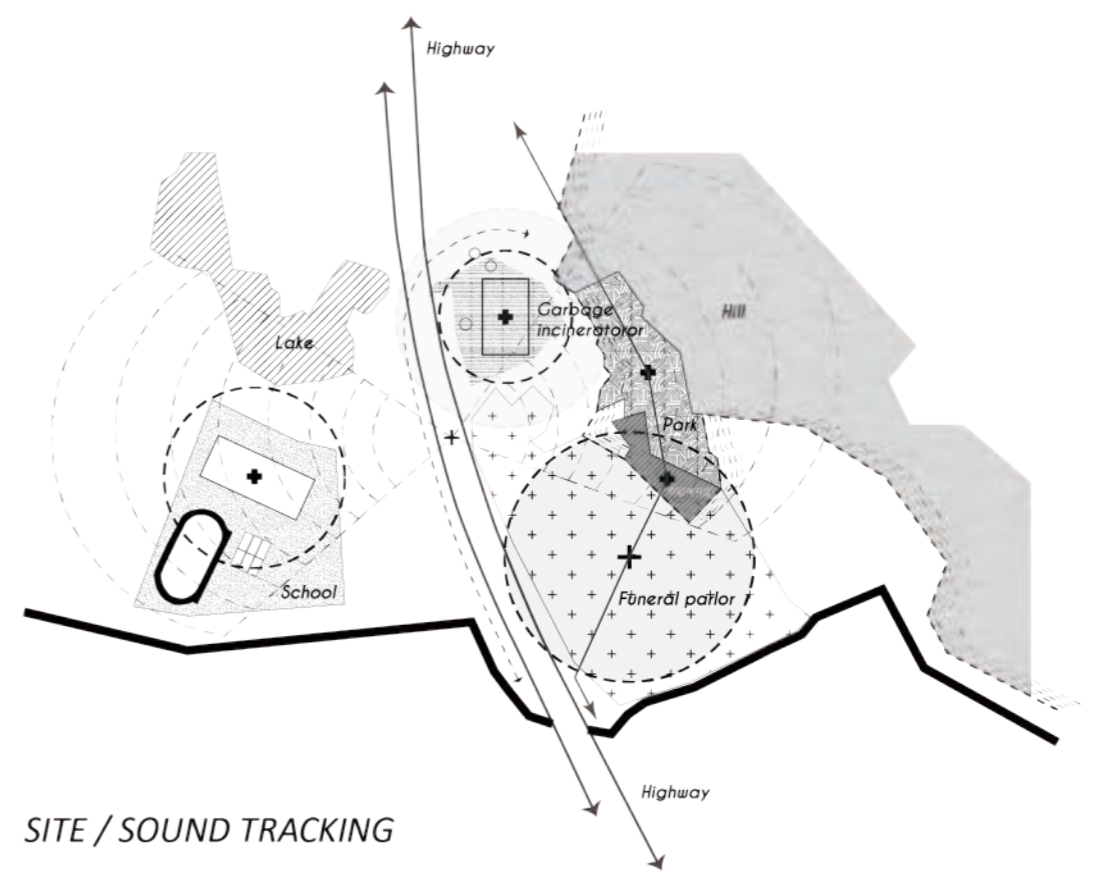 Highway
Garbage
incineratoror
Hill
Lake
Park
School
Funeral parlor
Highway
SITE / SOUND TRACKING